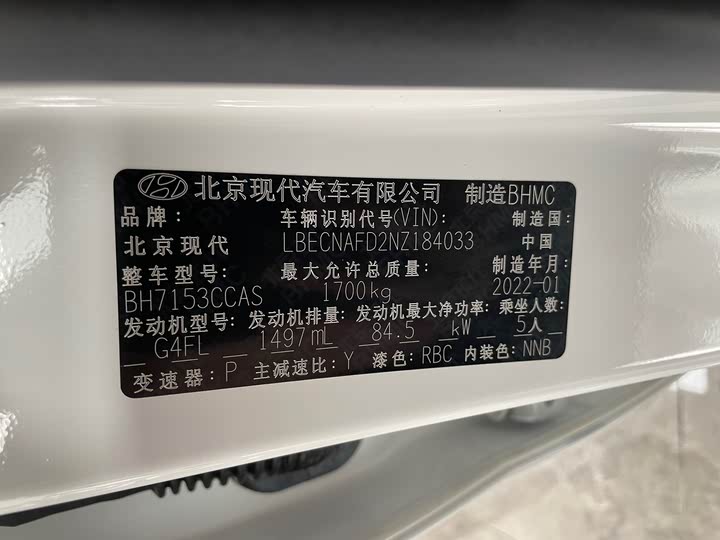 北京现代汽车有限公司 制造BHMC
品牌: 车辆识别代号(VIN): 制造国:
北京现代 LBECNAFD2NZ184033 中国
整车型号: 最大允许总质量: 制造年月:
BH7153CCAS 1700kg 2022-01
发动机型号: 发动机排量: 发动机最大净功率: 乘坐人数:
G4FL 1497mL 84.5 kW 5人
变速器: P 主减速比: Y 漆色: RBC 内装色: NNB